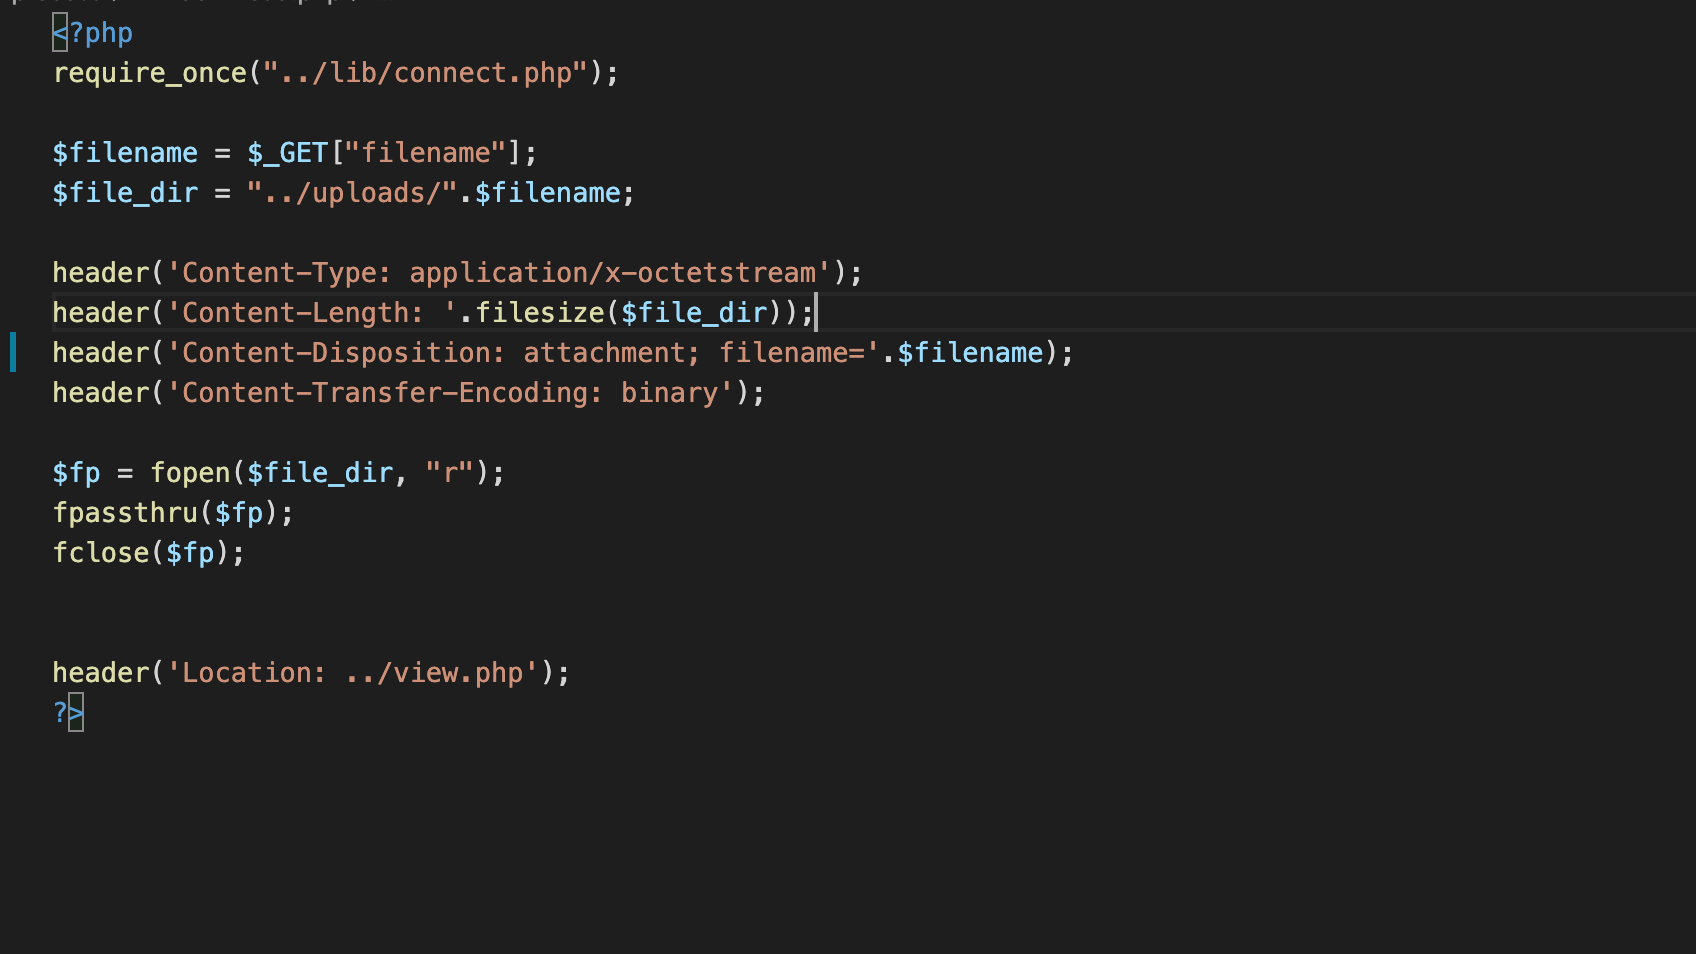 <?php
require_once("../lib/connect.php");
$filename = $_GET["filename"];
$file_dir = "../uploads/".$filename;
header('Content-Type: application/x-octetstream');
header('Content-Length: '.filesize($file_dir));
header('Content-Disposition: attachment; filename='.$filename);
header('Content-Transfer-Encoding: binary');
$fp = fopen($file_dir, "r");
fpassthru($fp);
fclose($fp);
header('Location: ../view.php');
?>